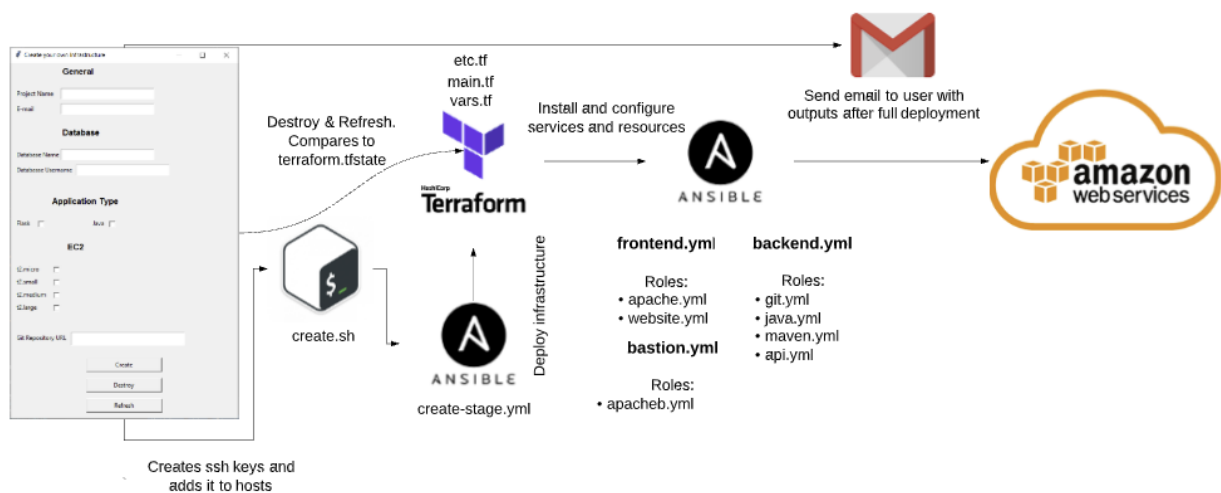 Create your own Infrastructure
General
Project Name
E-mail
Database
Database Name
Database Username
Application Type
Flask
Java
EC2
t2.micro
t2.small
t2.medium
t2.large
Git Repository URL
Create
Destroy
Refresh
Creates ssh keys and
adds it to hosts
Destroy & Refresh.
Compares to
terraform.tfstate
$_
create.sh
etc.tf
main.tf
vars.tf
HashiCorp
Terraform
A
ANSIBLE
create-stage.yml
Deploy infrastructure
Install and configure
services and resources
A
ANSIBLE
frontend.yml
Roles:
• apache.yml
• website.yml
bastion.yml
Roles:
• apacheb.yml
backend.yml
Roles:
• git.yml
• java.yml
• maven.yml
• api.yml
Send email to user with
outputs after full deployment
amazon
web services